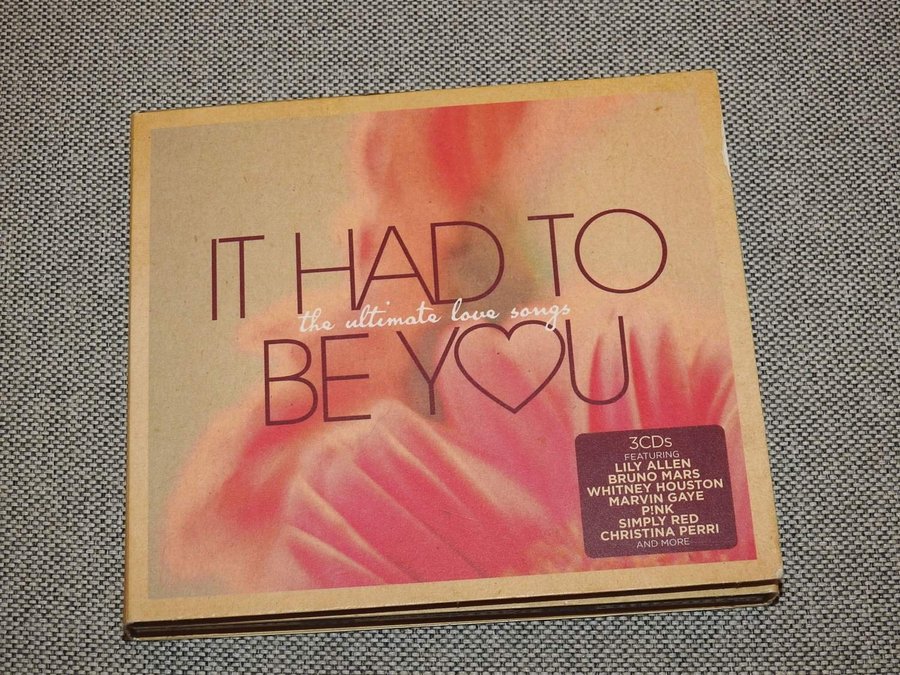 IT HAD TO
the ultimate love songs
BE Y♡U
3CDs
FEATURING
LILY ALLEN
BRUNO MARS
WHITNEY HOUSTON
MARVIN GAYE
P!NK
SIMPLY RED
CHRISTINA PERRI
AND MORE